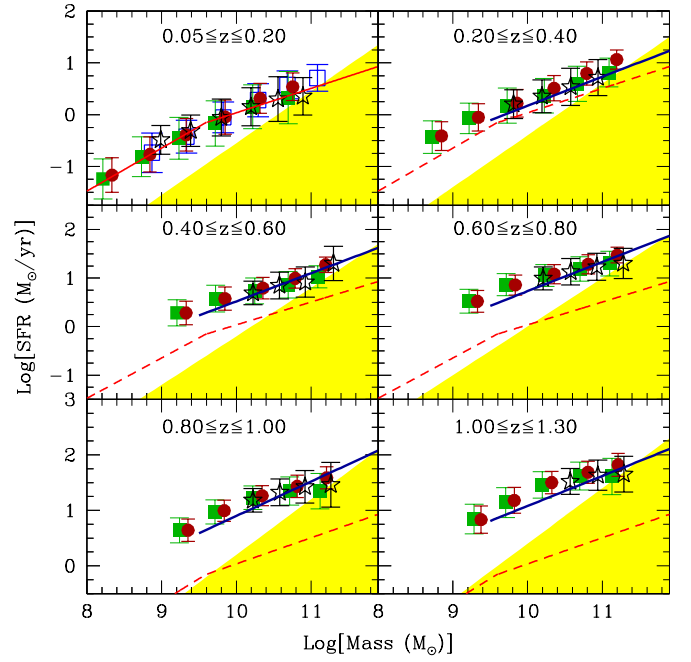 0.05≤z≤0.20
0.20≤z≤0.40
2
1
0
-1
0.40≤z≤0.60
0.60≤z≤0.80
2
1
0
-1
Log[SFR (M⊙/yr)]
0.80≤z≤1.00
1.00≤z≤1.30
3
2
1
0
8 9 10 11 8 9 10 11
Log[Mass (M⊙)]